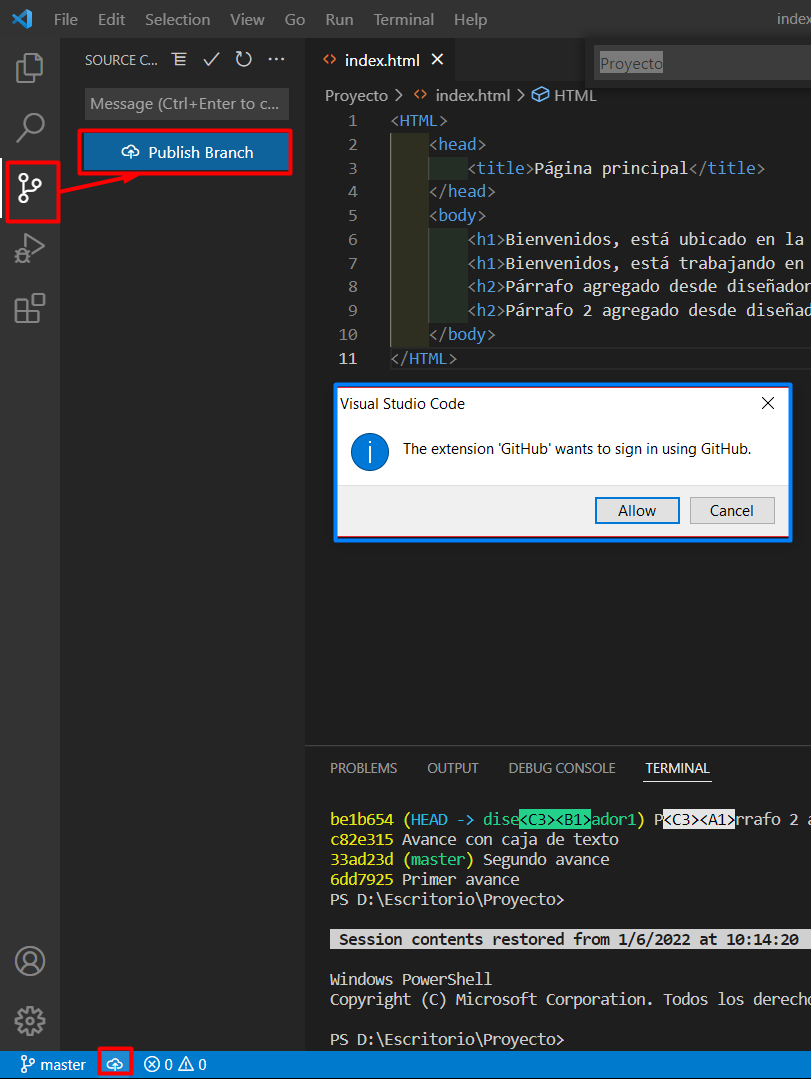 File Edit Selection View Go Run Terminal Help
SOURCE C...
Message (Ctrl+Enter to c...
Publish Branch
index.html
Proyecto
Proyecto > index.html > HTML
1 <HTML>
2 <head>
3 <title>Página principal</title>
4 </head>
5 <body>
6 <h1>Bienvenidos, está ubicado en la
7 <h1>Bienvenidos, está trabajando en
8 <h2>Párrafo agregado desde diseñador
9 <h2>Párrafo 2 agregado desde
10 </body>
11 </HTML>
Visual Studio Code
The extension 'GitHub' wants to sign in using GitHub.
Allow Cancel
PROBLEMS OUTPUT DEBUG CONSOLE TERMINAL
be1b654 (HEAD -> dise<C3><B1>ador1) P<C3><A1>rrafo 2
c82e315 Avance con caja de texto
33ad23d (master) Segundo avance
6dd7925 Primer avance
PS D:\Escritorio\Proyecto>
Session contents restored from 1/6/2022 at 10:14:20
Windows PowerShell
Copyright (C) Microsoft Corporation. Todos los
PS D:\Escritorio\Proyecto>
master 0 0